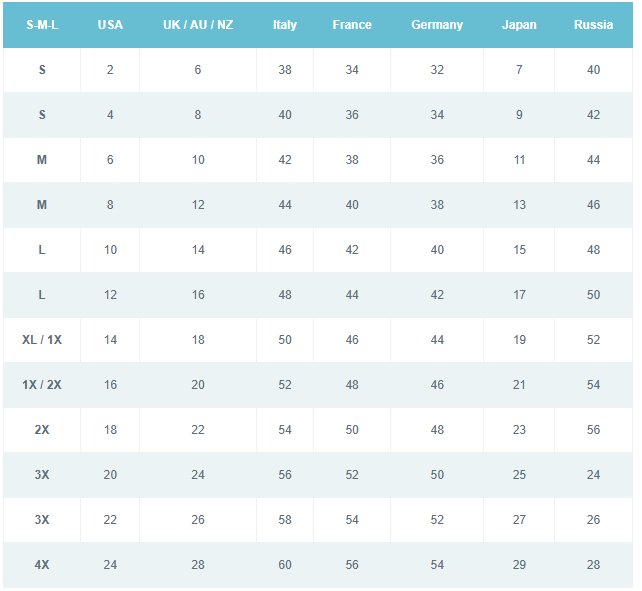 S-M-L USA UK / AU / NZ Italy France Germany Japan Russia
S 2 6 38 34 32 7 40
S 4 8 40 36 34 9 42
M 6 10 42 38 36 11 44
M 8 12 44 40 38 13 46
L 10 14 46 42 40 15 48
L 12 16 48 44 42 17 50
XL / 1X 14 18 50 46 44 19 52
1X / 2X 16 20 52 48 46 21 54
2X 18 22 54 50 48 23 56
3X 20 24 56 52 50 25 24
3X 22 26 58 54 52 27 26
4X 24 28 60 56 54 29 28